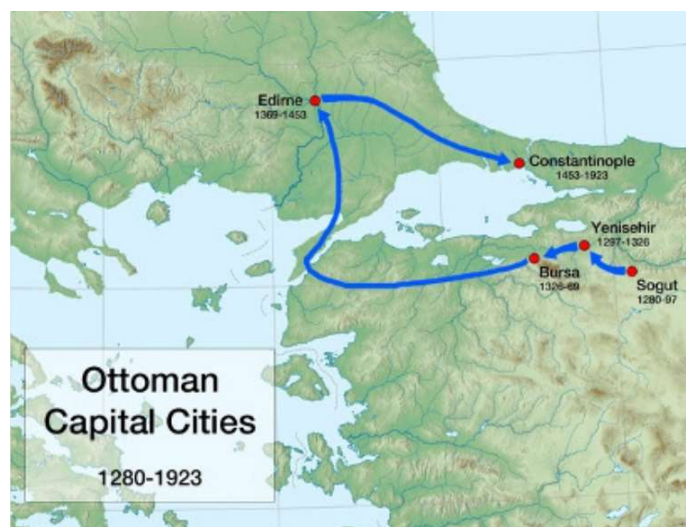 Edirne
1369-1453
Constantinople
1453-1923
Yenisehir
1297-1326
Bursa
1326-69
Sogut
1280-97
Ottoman
Capital Cities
1280-1923